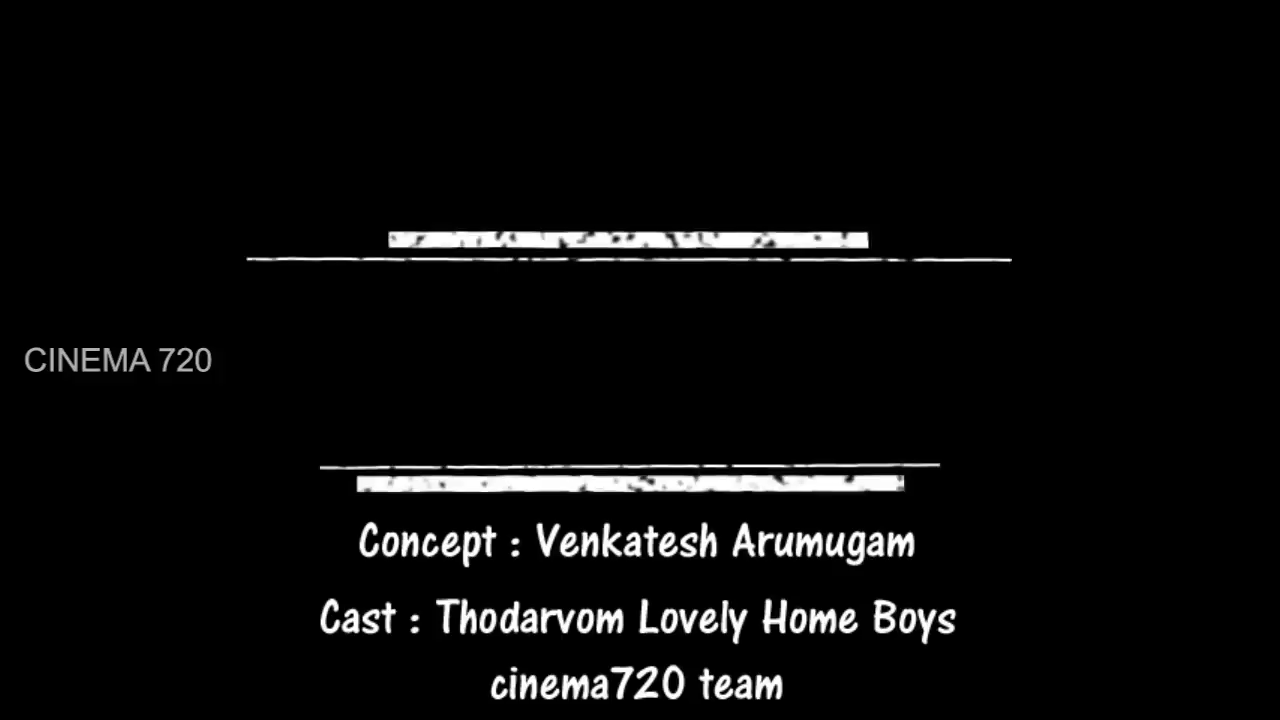 CINEMA 720
Concept : Venkatesh Arumugam
Cast : Thodarvom Lovely Home Boys
cinema720 team